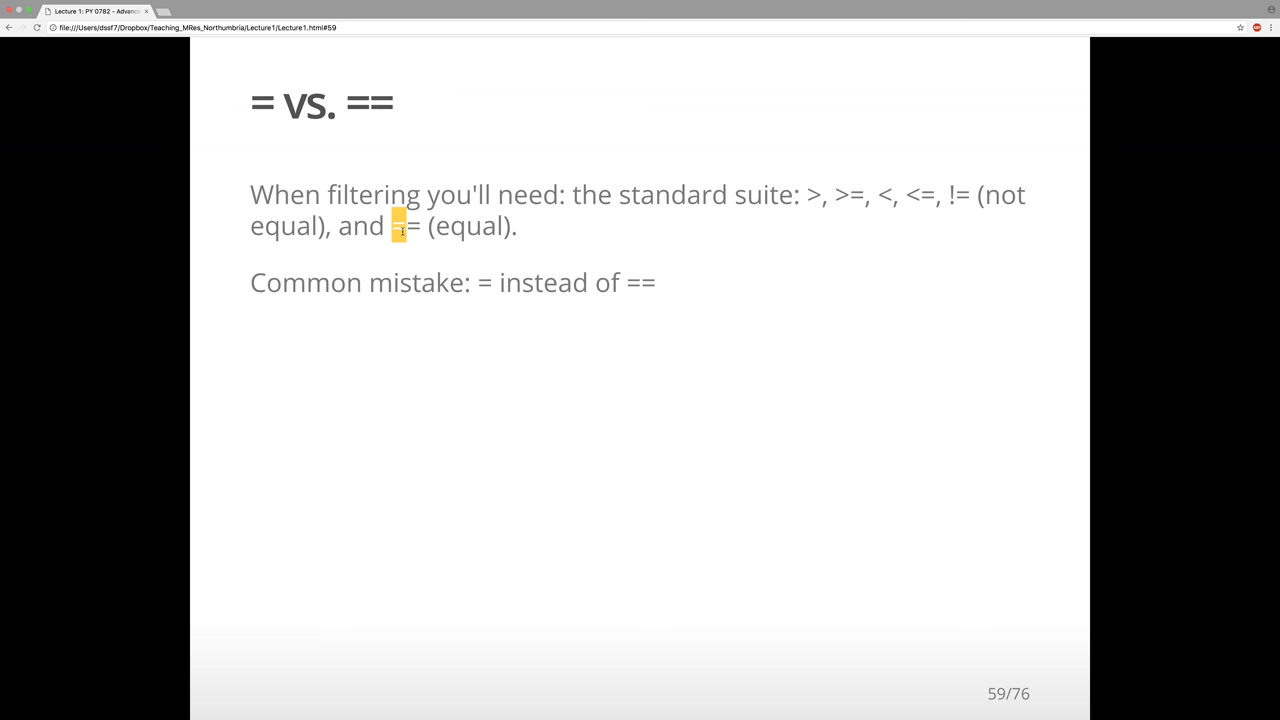 Lecture 1: PY 0782 - Advanc
file:///Users/dssf7/Dropbox/Teaching_MRes_Northumbria/Lecture1/Lecture1.html#59
= vs. ==
When filtering you'll need: the standard suite: >, >=, <, <=, != (not
equal), and == (equal).
Common mistake: = instead of ==
59/76